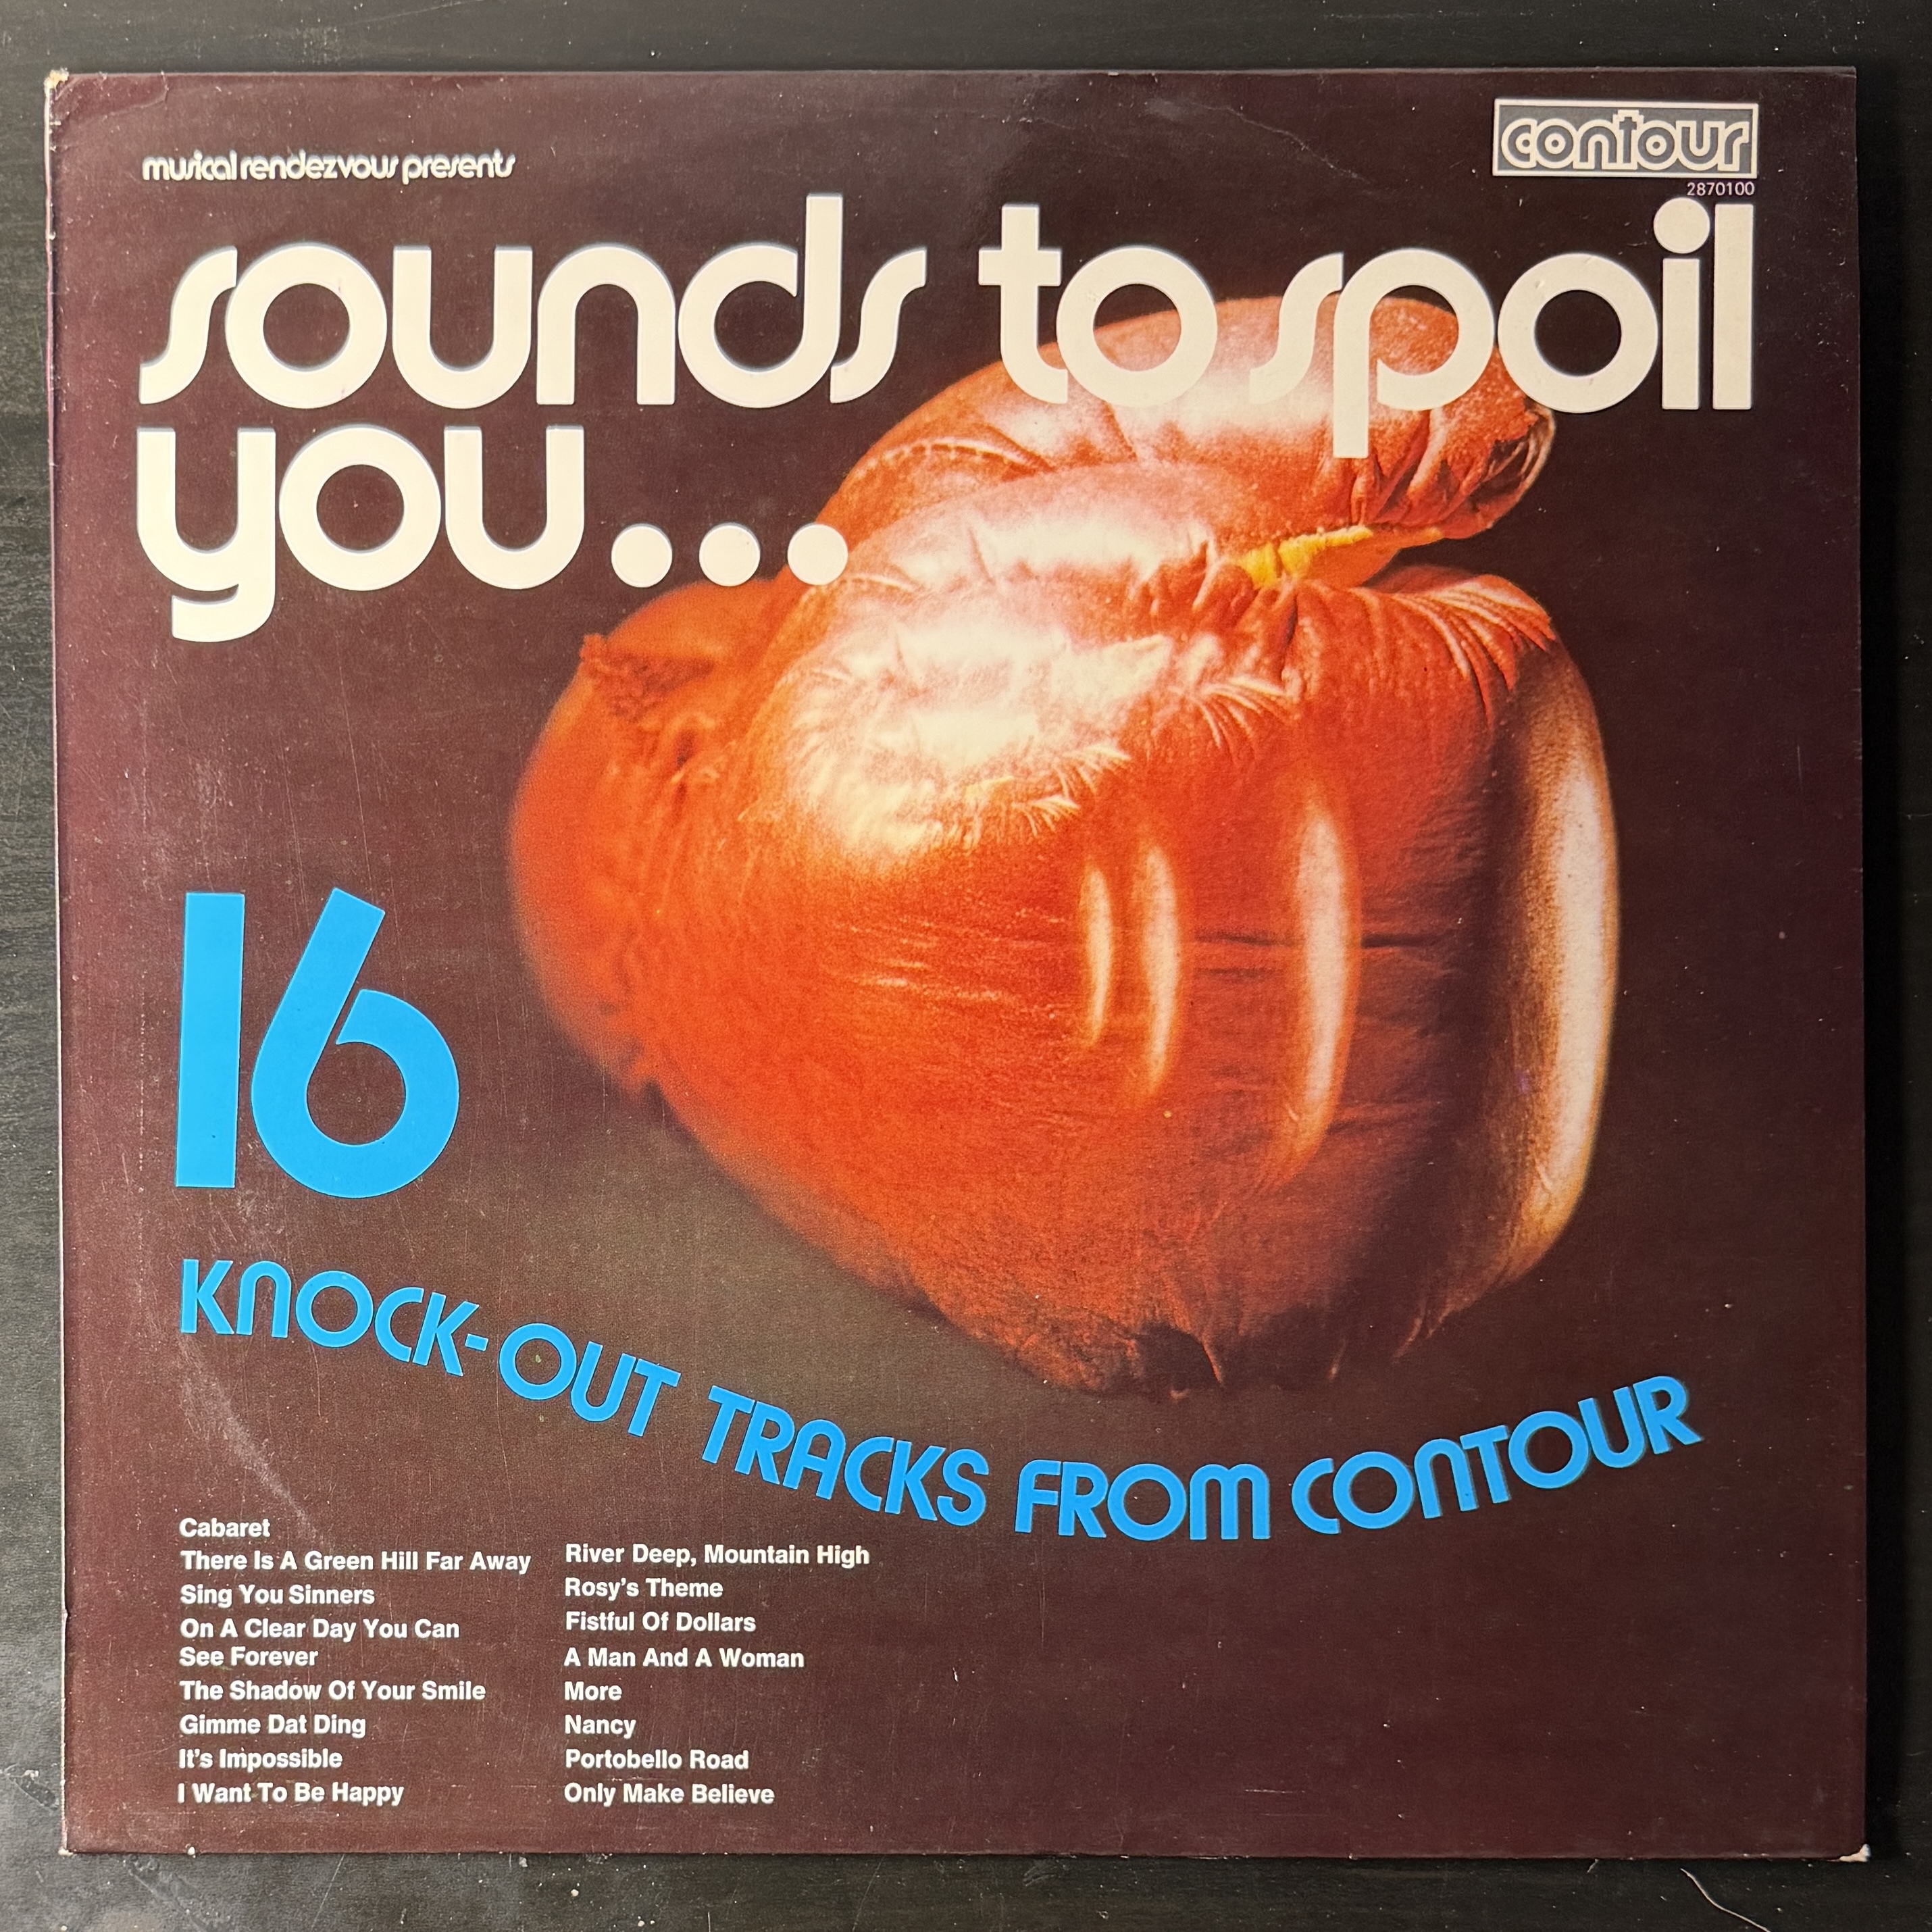 musical rendezvous presents
contour
2870100
sounds to spoil
you...
16
KNOCK-OUT TRACKS FROM CONTOUR
Cabaret
There Is A Green Hill Far Away
Sing You Sinners
On A Clear Day You Can
See Forever
The Shadow Of Your Smile
Gimme Dat Ding
It's Impossible
I Want To Be Happy
River Deep, Mountain High
Rosy's Theme
Fistful Of Dollars
A Man And A Woman
More
Nancy
Portobello Road
Only Make Believe